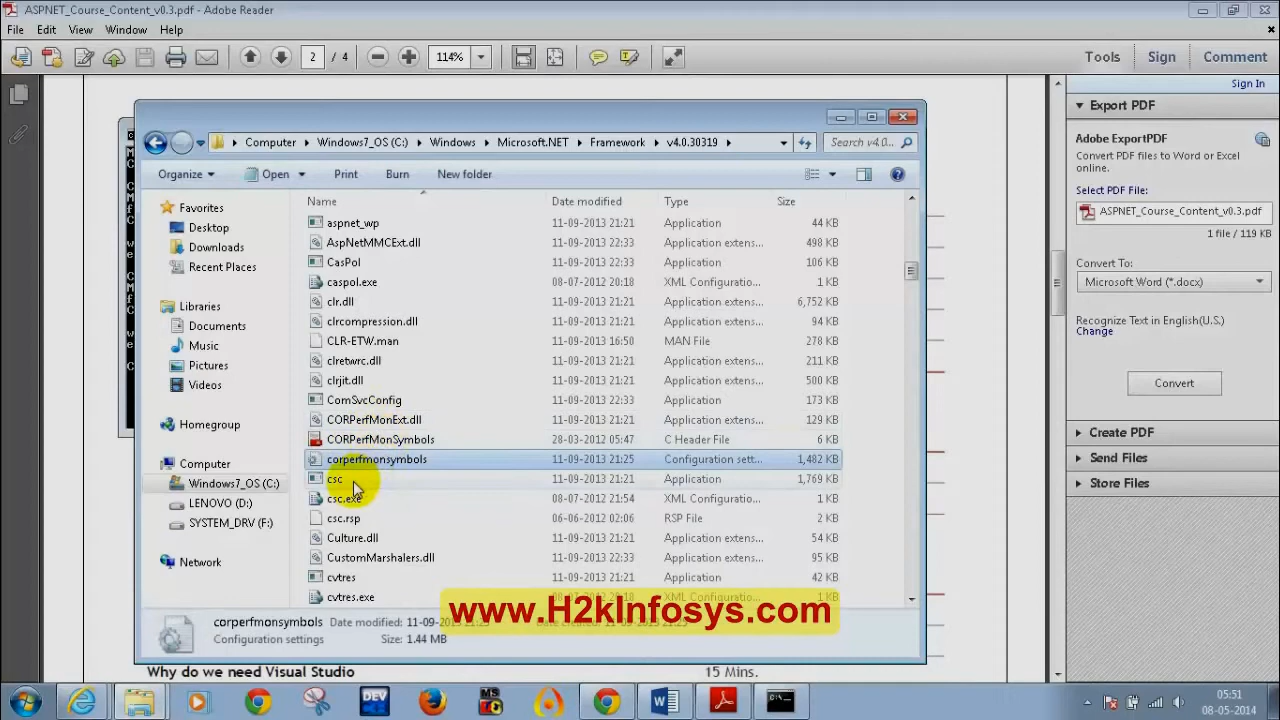 ASPNET_Course_Content_v0.3.pdf - Adobe Reader
File Edit View Window Help
2 / 4 114% Tools Sign Comment
Sign In
Export PDF
Adobe ExportPDF
Convert PDF files to Word or Excel
online.
Select PDF File:
ASPNET_Course_Content_v0.3.pdf
1 file / 119 KB
Convert To:
Microsoft Word (*.docx)
Recognize Text in English(U.S.)
Change
Convert
Create PDF
Send Files
Store Files
Computer Windows7_OS (C:) Windows Microsoft.NET Framework v4.0.30319 Search v4.0...
Organize Open Print Burn New folder
Favorites
Desktop
Downloads
Recent Places
Libraries
Documents
Music
Pictures
Videos
Homegroup
Computer
Windows7_OS (C:)
LENOVO (D:)
SYSTEM_DRV (F:)
Network
Name Date modified Type Size
aspnet_wp 11-09-2013 21:21 Application 44 KB
AspNetMMCExt.dll 11-09-2013 22:33 Application extens... 498 KB
CasPol 11-09-2013 22:33 Application 106 KB
caspol.exe 08-07-2012 20:18 XML Configuratio... 1 KB
clr.dll 11-09-2013 21:21 Application extens... 6,752 KB
clrcompression.dll 11-09-2013 21:21 Application extens... 94 KB
CLR-ETW.man 11-09-2013 16:50 MAN File 278 KB
clretwrc.dll 11-09-2013 21:21 Application extens... 211 KB
clrjit.dll 11-09-2013 21:21 Application extens... 500 KB
ComSvcConfig 11-09-2013 22:33 Application 173 KB
CORPerfMonExt.dll 11-09-2013 21:21 Application extens... 129 KB
CORPerfMonSymbols 28-03-2012 05:47 C Header File 6 KB
corperfmonsymbols 11-09-2013 21:25 Configuration sett... 1,482 KB
csc 11-09-2013 21:21 Application 1,769 KB
csc.exe 08-07-2012 21:54 XML Configuratio... 1 KB
csc.rsp 06-06-2012 02:06 RSP File 2 KB
Culture.dll 11-09-2013 21:21 Application extens... 54 KB
CustomMarshalers.dll 11-09-2013 22:33 Application extens... 95 KB
cvtres 11-09-2013 21:21 Application 42 KB
cvtres.exe XML Configuratio... 1 KB
www.H2kInfosys.com
corperfmonsymbols Date modified: 11-09-2013 21:25 Date created: 11-09-2013 21:25
Configuration settings Size: 1.44 MB
Why do we need Visual Studio 15 Mins.
DEV
MS
05:51
08-05-2014